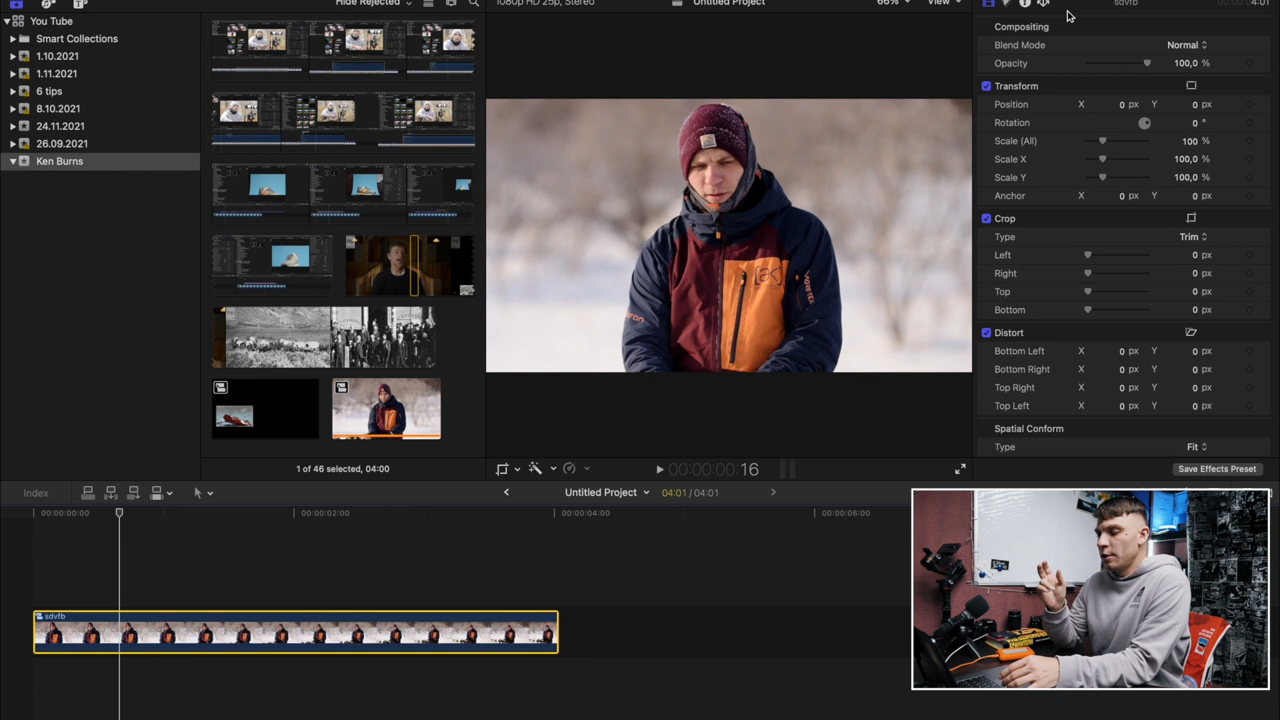 Hide Rejected
1080p HD 25p, Stereo
Untitled Project
66%
View
sdvfb
4:01
You Tube
Smart Collections
1.10.2021
1.11.2021
6 tips
8.10.2021
24.11.2021
26.09.2021
Ken Burns
1 of 46 selected, 04:00
00:00:00:16
Compositing
Blend Mode Normal
Opacity 100,0 %
Transform
Position X 0 px Y 0 px
Rotation 0 °
Scale (All) 100 %
Scale X 100,0 %
Scale Y 100,0 %
Anchor X 0 px Y 0 px
Crop
Type Trim
Left 0 px
Right 0 px
Top 0 px
Bottom 0 px
Distort
Bottom Left X 0 px Y 0 px
Bottom Right X 0 px Y 0 px
Top Right X 0 px Y 0 px
Top Left X 0 px Y 0 px
Spatial Conform
Type Fit
Save Effects Preset
Index
Untitled Project
04:01 / 04:01
00:00:00:00
00:00:02:00
00:00:04:00
00:00:06:00
sdvfb